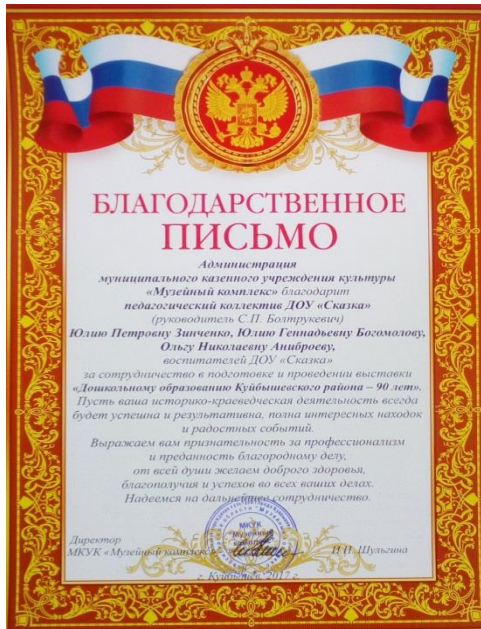 БЛАГОДАРСТВЕННОЕ
ПИСЬМО
Администрация
муниципального казенного учреждения культуры
«Музейный комплекс» благодарит
педагогический коллектив ДОУ «Сказка»
(руководитель С.П. Болтрукевич)
Юлию Петровну Зинченко, Юлию Геннадьевну Богомолову,
Ольгу Николаевну Аниброеву,
воспитателей ДОУ «Сказка»
за сотрудничество в подготовке и проведении выставки
«Дошкольному образованию Куйбышевского района – 90 лет».
Пусть ваша историко-краеведческая деятельность всегда
будет успешна и результативна, полна интересных находок
и радостных событий.
Выражаем вам признательность за профессионализм
и преданность благородному делу,
от всей души желаем доброго здоровья,
благополучия и успехов во всех ваших делах.
Надеемся на дальнейшее сотрудничество.
МКУК
"Музейный
комплекс"
Директор
МКУК «Музейный комплекс» И.Н. Шульгина
г. Куйбышев, 2017 г.